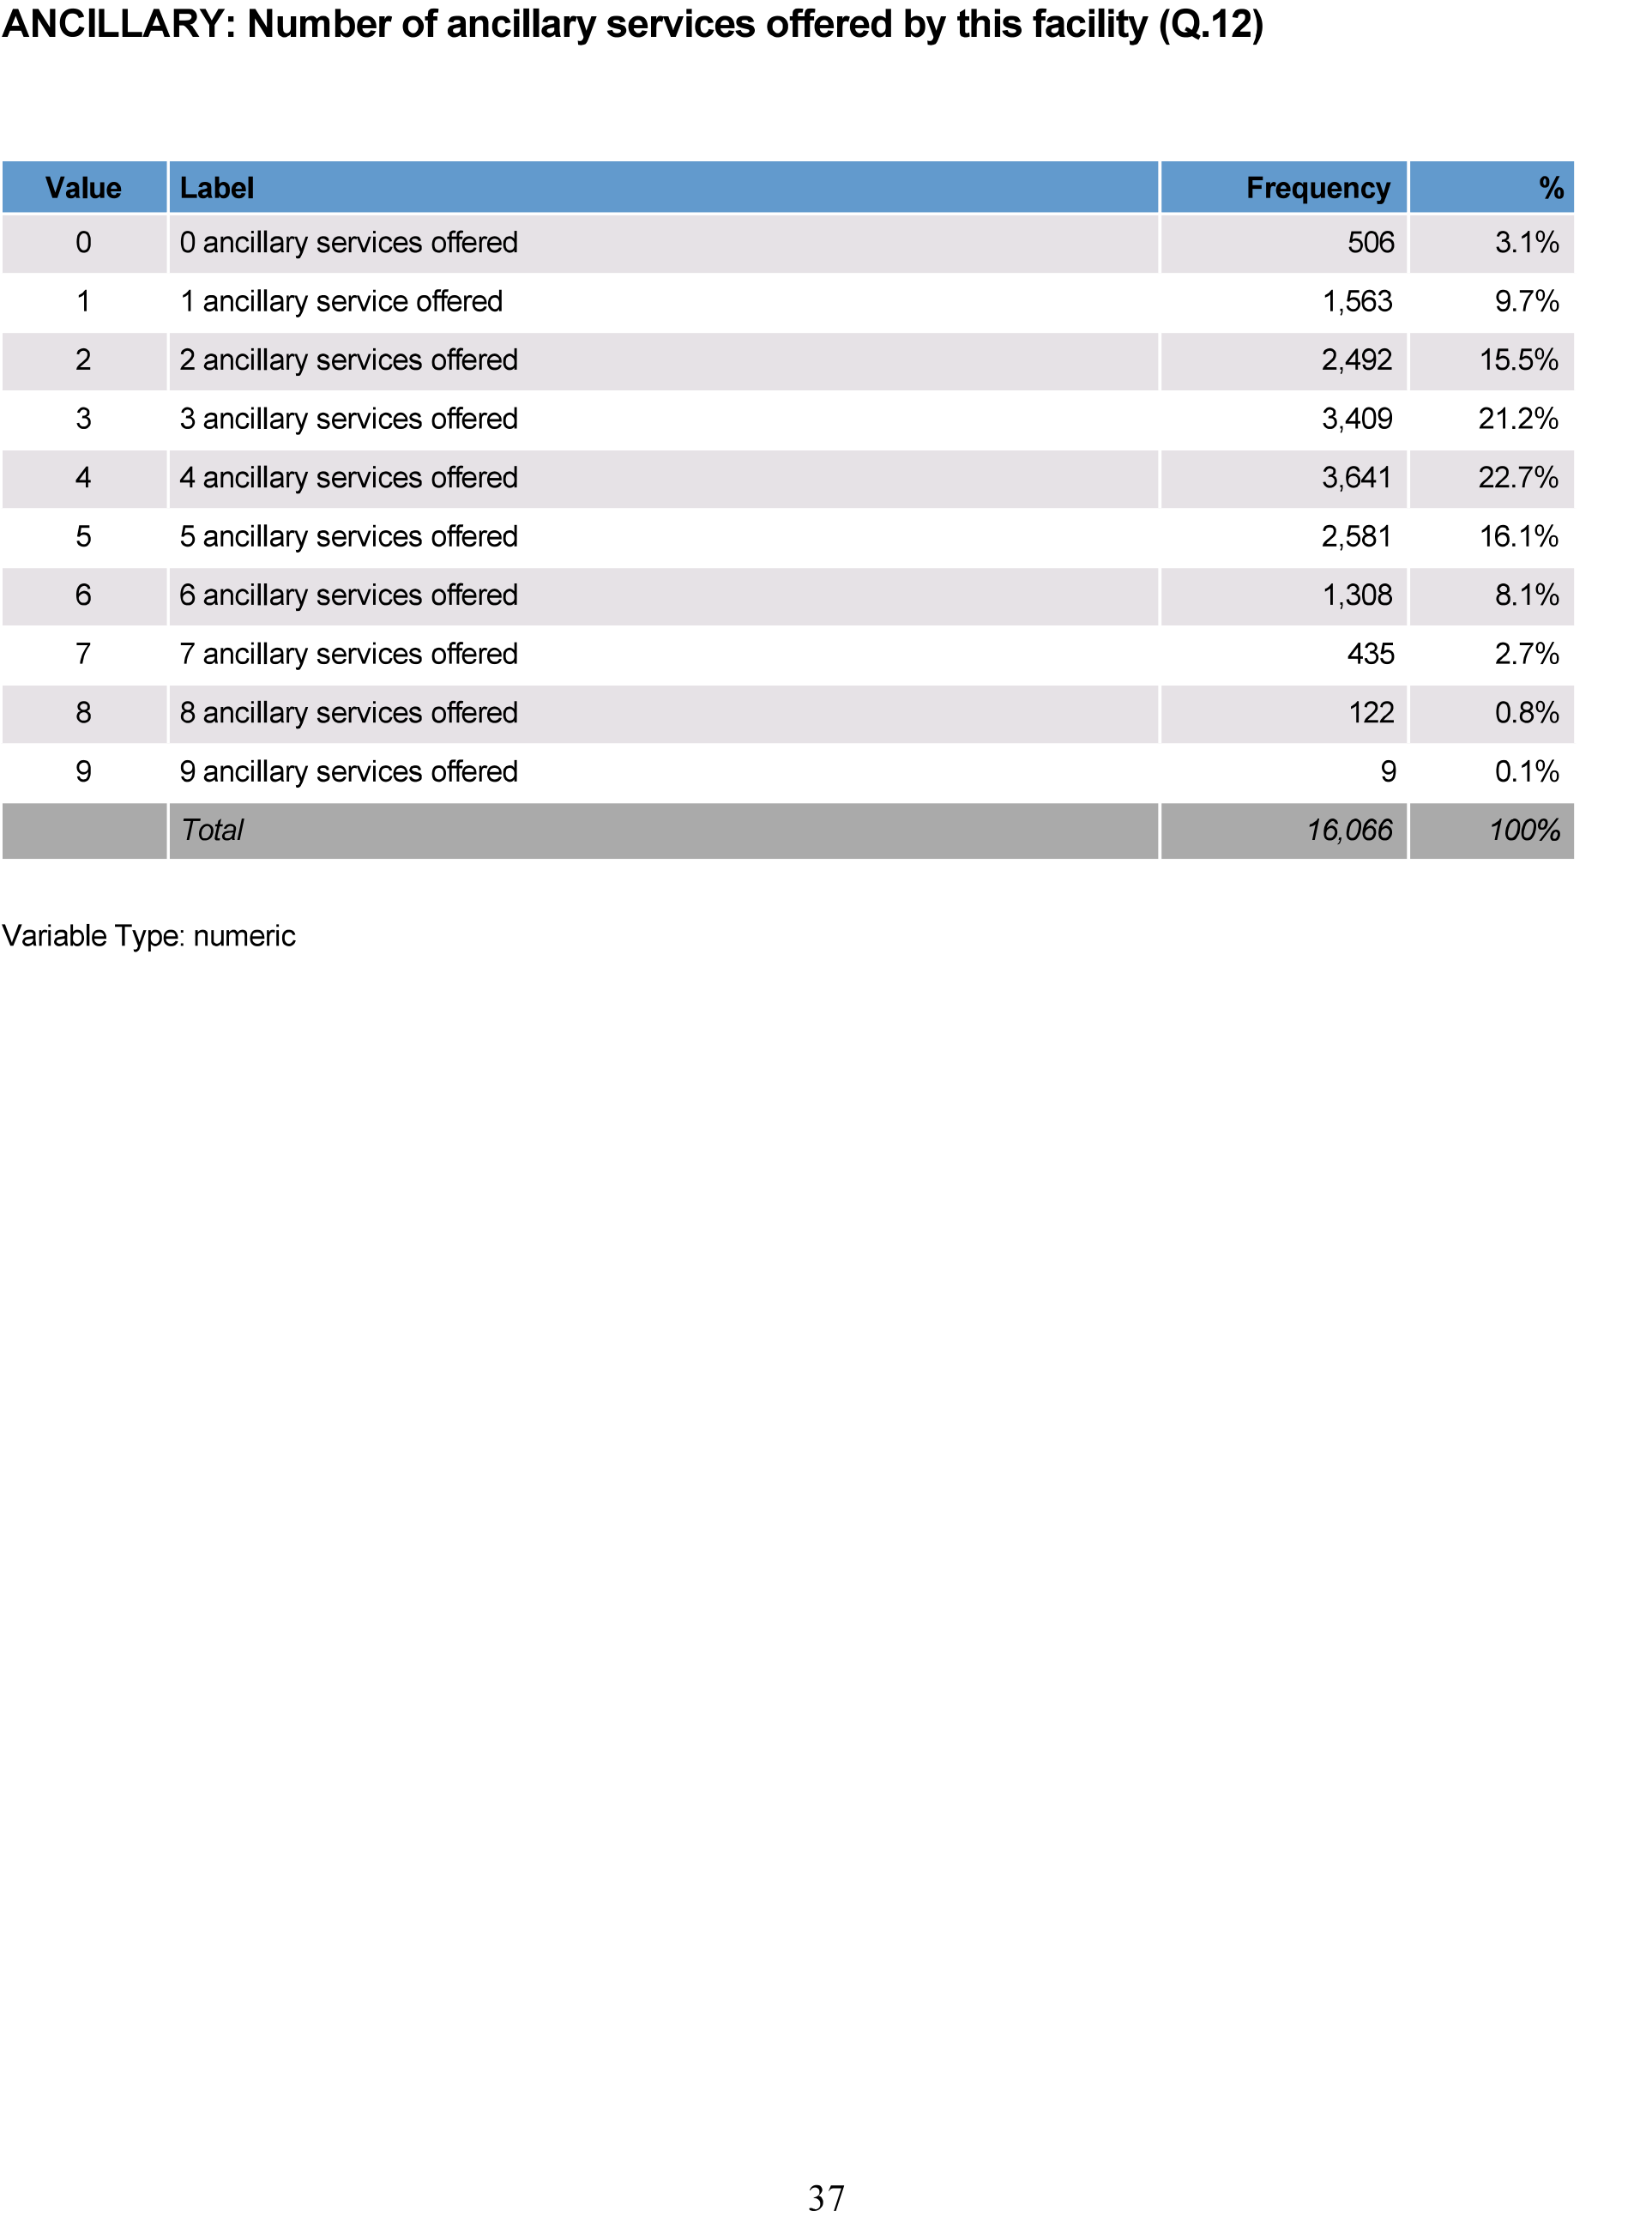 ANCILLARY: Number of ancillary services offered by this facility (Q.12)
Value Label Frequency %
0 0 ancillary services offered 506 3.1%
1 1 ancillary service offered 1,563 9.7%
2 2 ancillary services offered 2,492 15.5%
3 3 ancillary services offered 3,409 21.2%
4 4 ancillary services offered 3,641 22.7%
5 5 ancillary services offered 2,581 16.1%
6 6 ancillary services offered 1,308 8.1%
7 7 ancillary services offered 435 2.7%
8 8 ancillary services offered 122 0.8%
9 9 ancillary services offered 9 0.1%
Total 16,066 100%
Variable Type: numeric
37